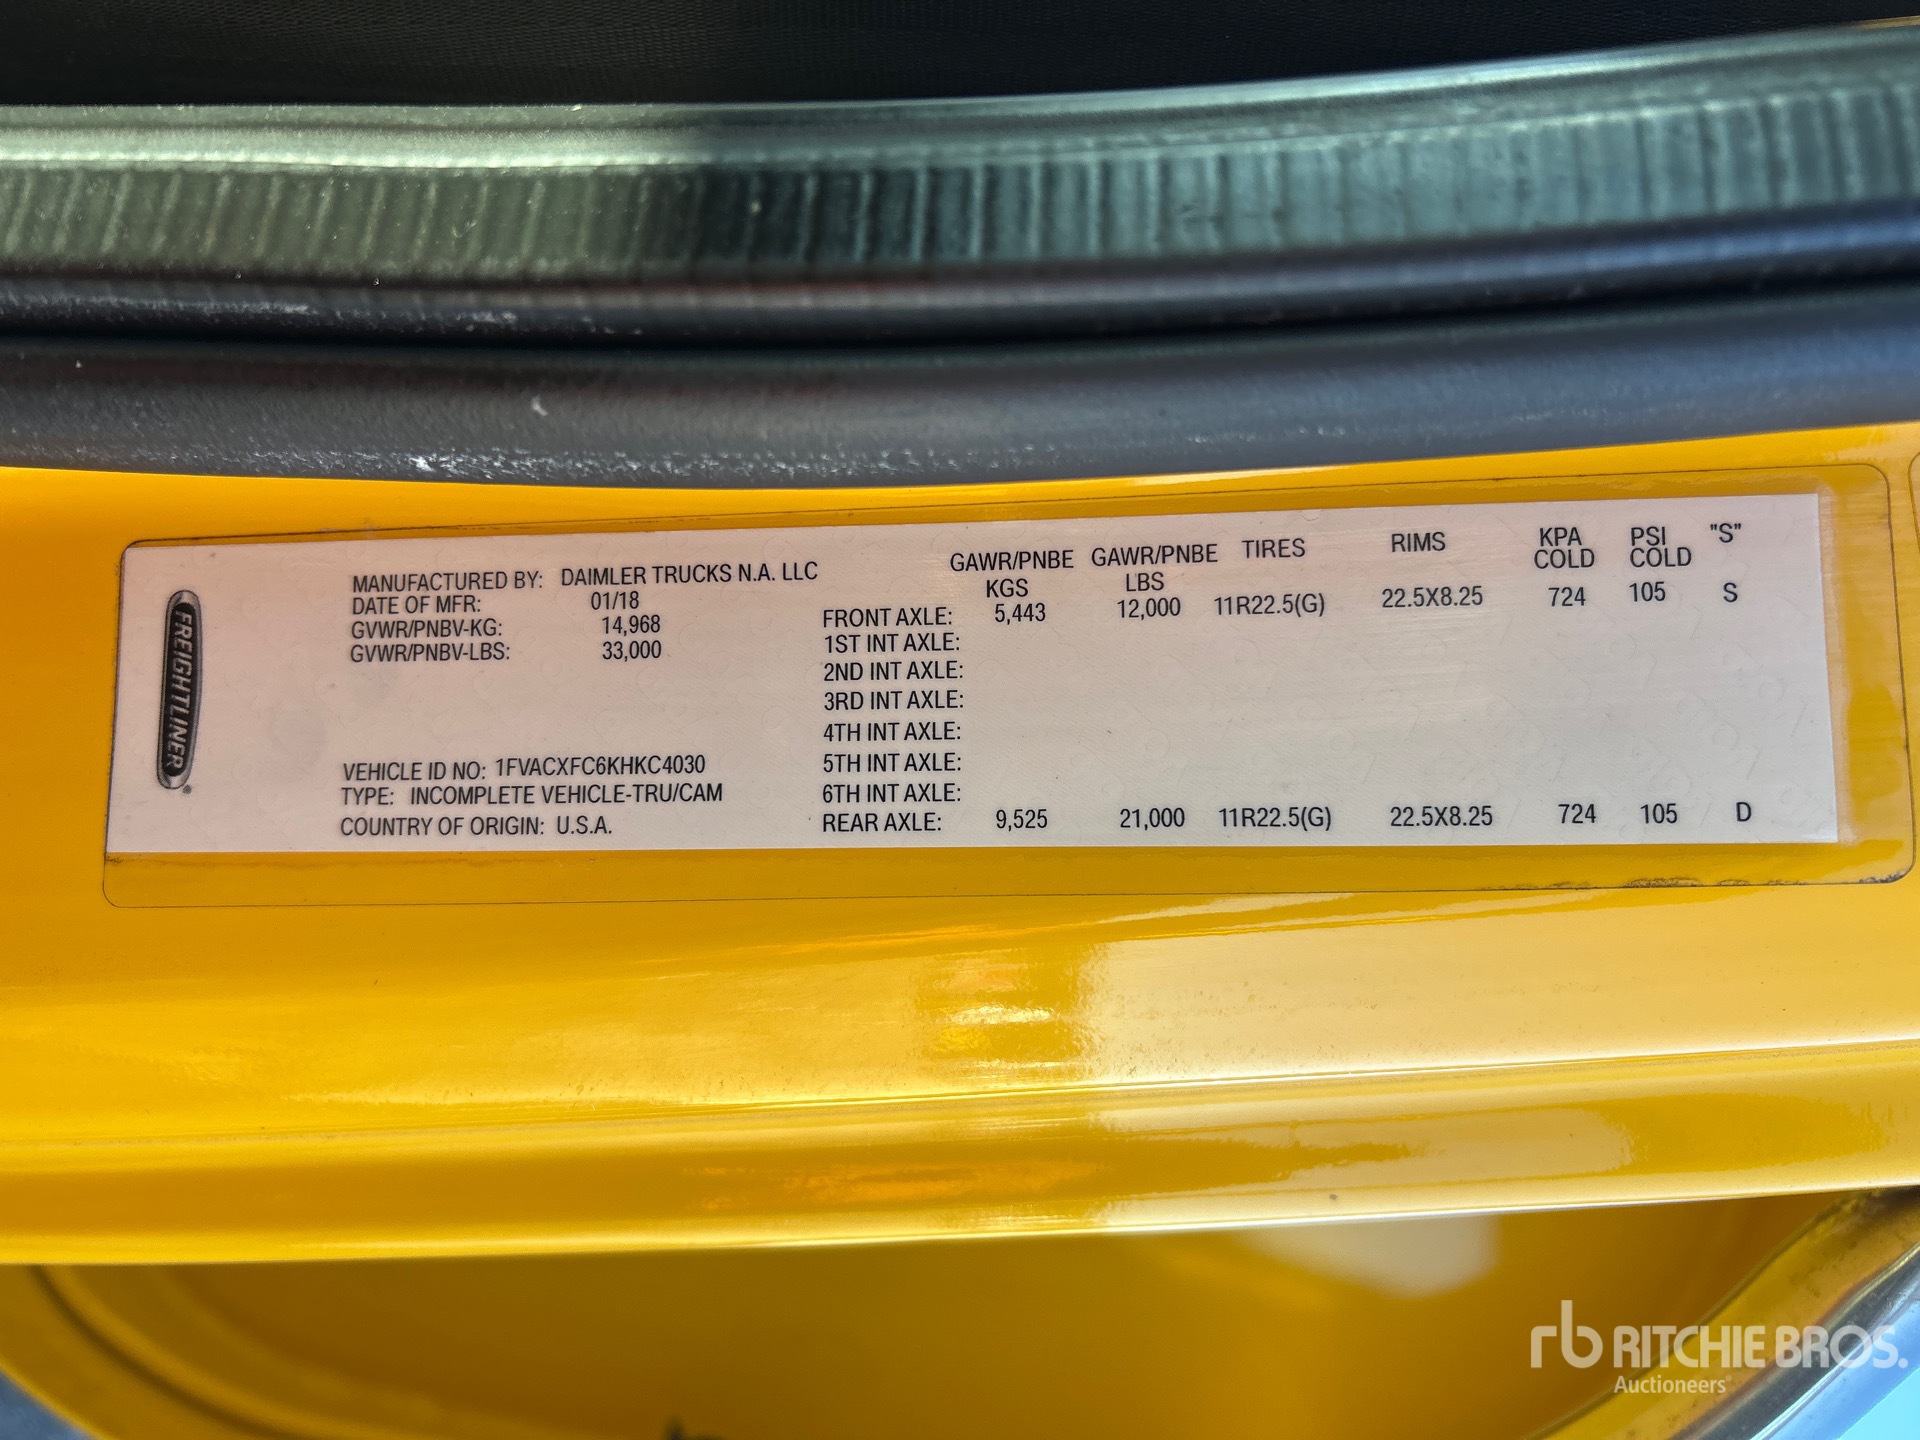 FREIGHTLINER
MANUFACTURED BY: DAIMLER TRUCKS N.A. LLC
DATE OF MFR: 01/18
GVWR/PNBV-KG: 14,968
GVWR/PNBV-LBS: 33,000
VEHICLE ID NO: 1FVACXFC6KHKC4030
TYPE: INCOMPLETE VEHICLE-TRU/CAM
COUNTRY OF ORIGIN: U.S.A.
GAWR/PNBE GAWR/PNBE TIRES RIMS KPA PSI "S"
KGS LBS COLD COLD
FRONT AXLE: 5,443 12,000 11R22.5(G) 22.5X8.25 724 105 S
1ST INT AXLE:
2ND INT AXLE:
3RD INT AXLE:
4TH INT AXLE:
5TH INT AXLE:
6TH INT AXLE:
REAR AXLE: 9,525 21,000 11R22.5(G) 22.5X8.25 724 105 D
rb RITCHIE BROS.
Auctioneers